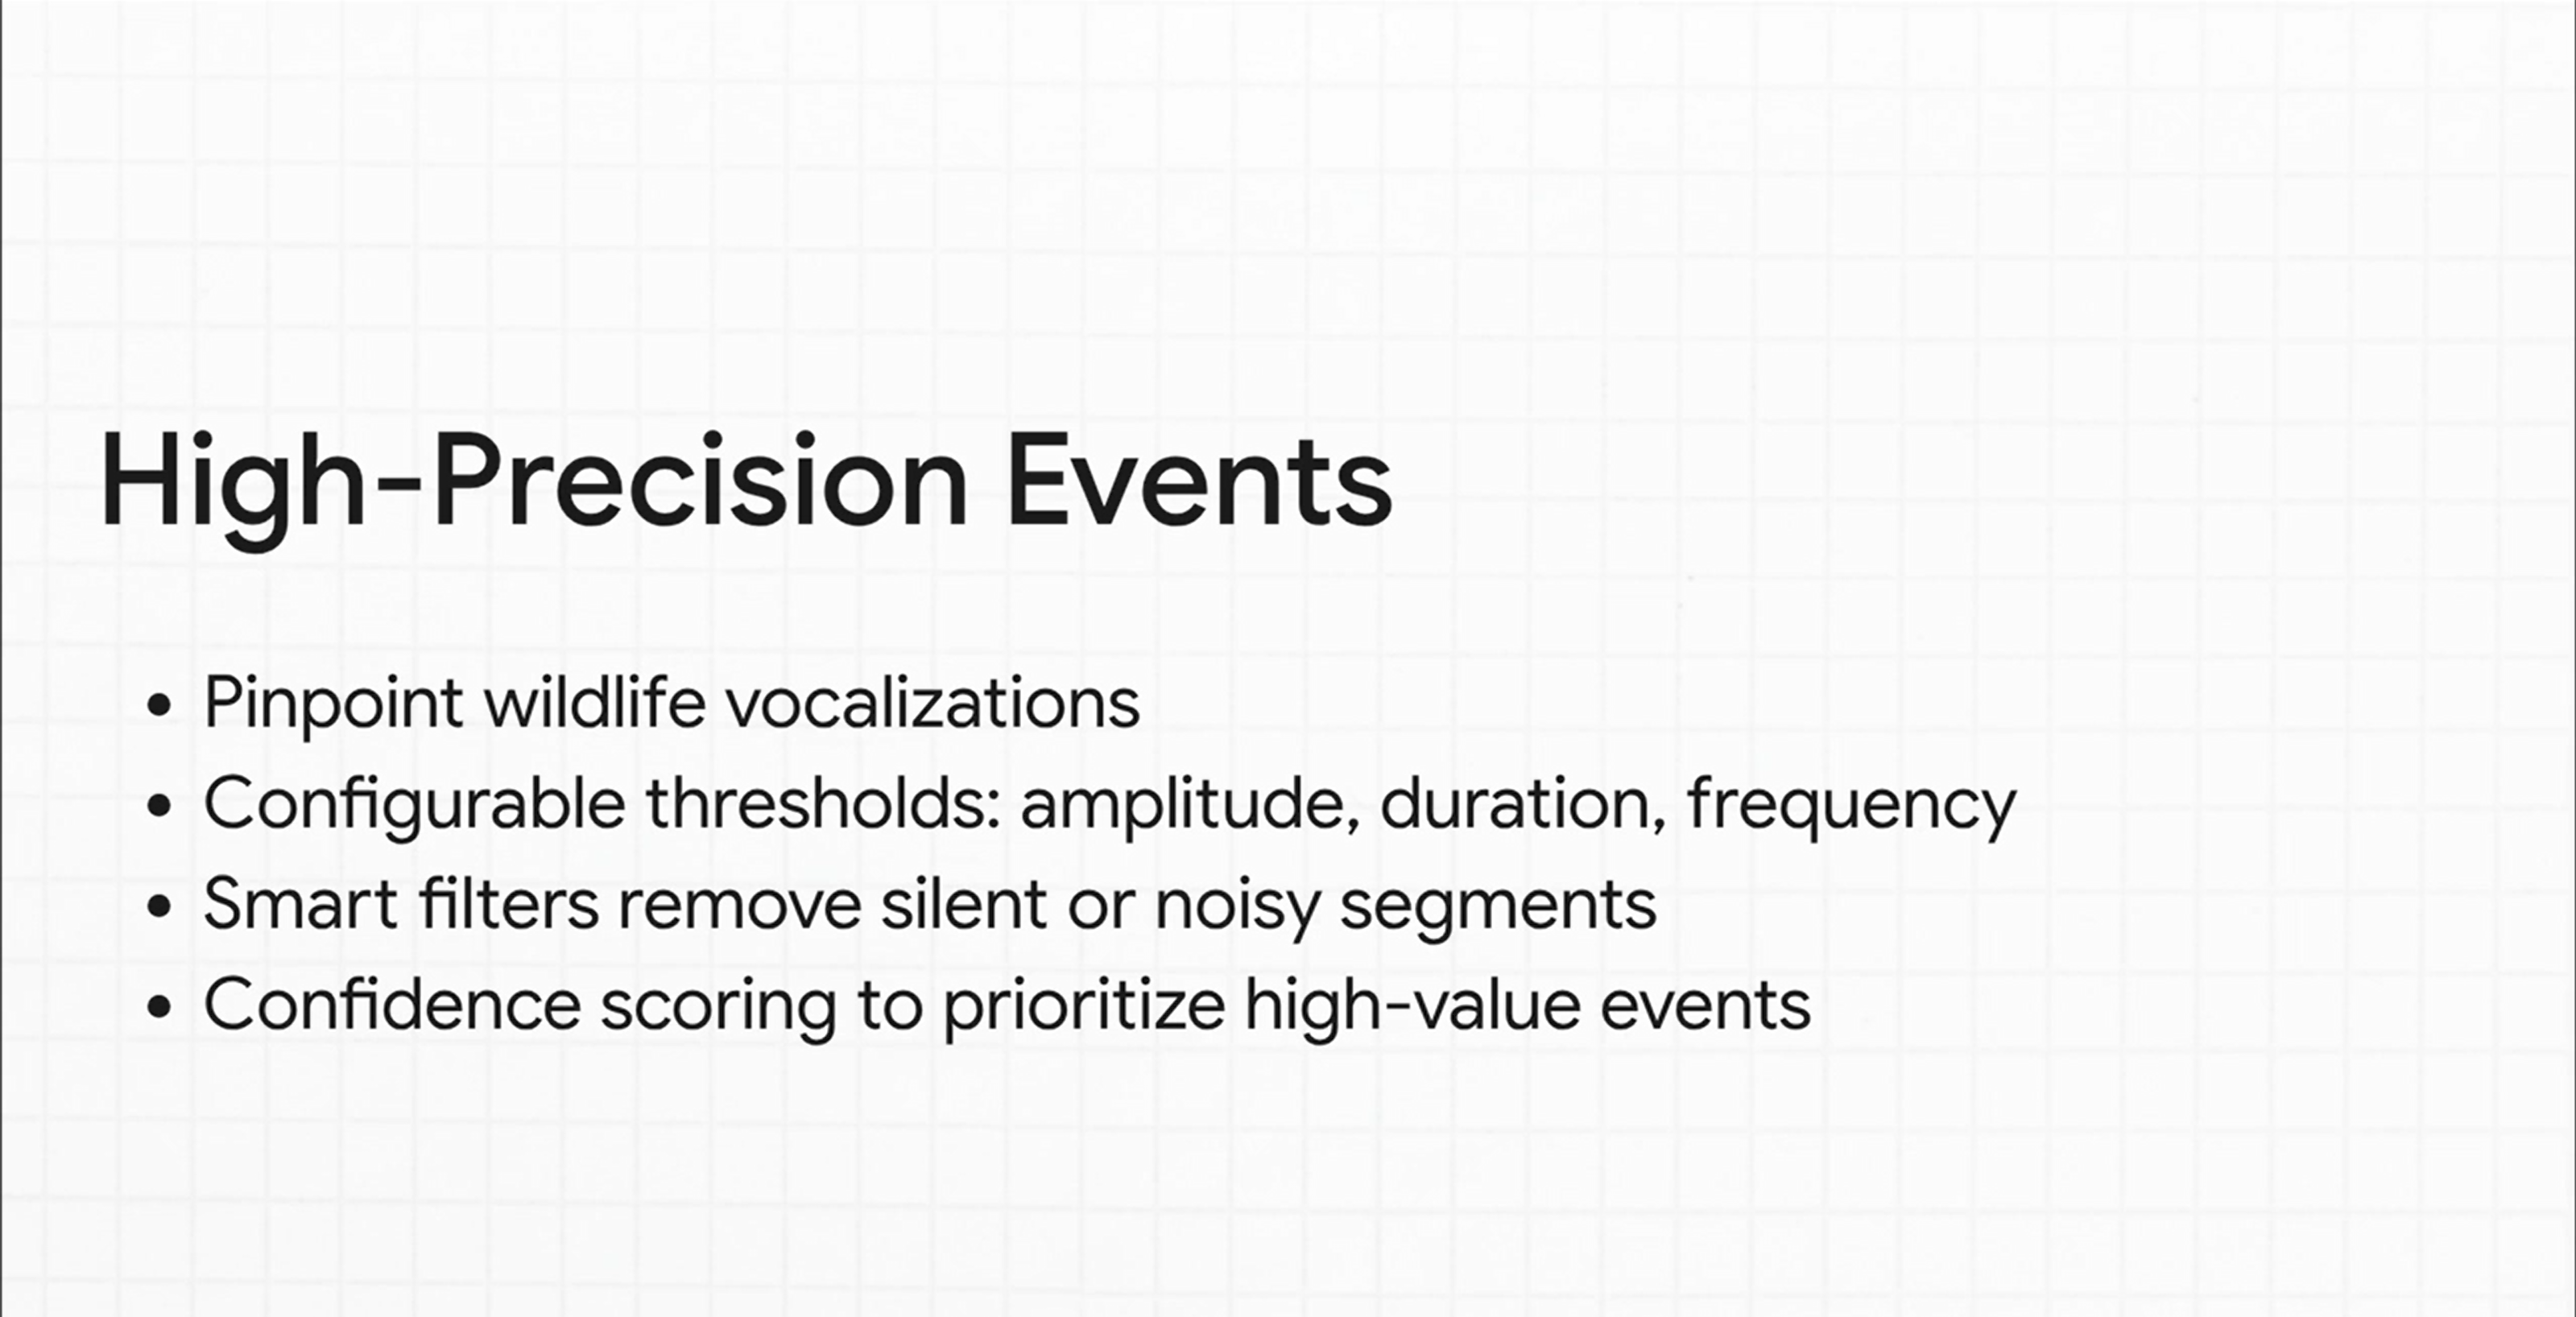 High-Precision Events
• Pinpoint wildlife vocalizations
• Configurable thresholds: amplitude, duration, frequency
• Smart filters remove silent or noisy segments
• Confidence scoring to prioritize high-value events